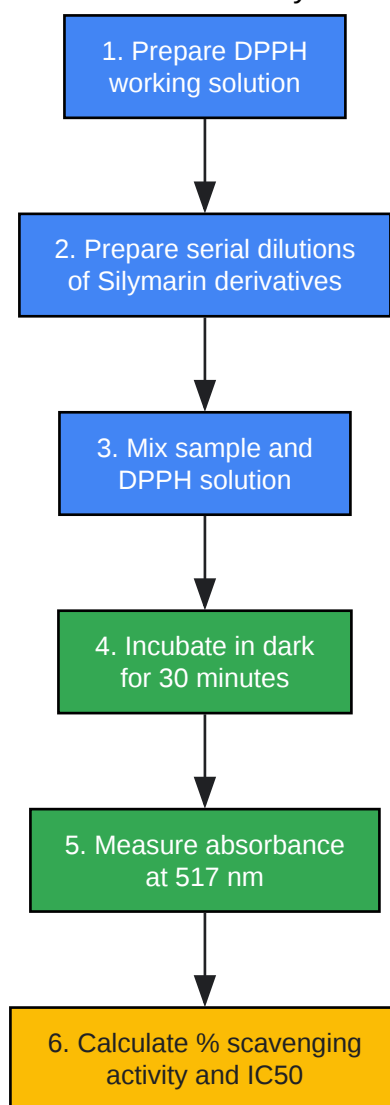 1. Prepare DPPH
working solution
2. Prepare serial dilutions
of Silymarin derivatives
3. Mix sample and
DPPH solution
4. Incubate in dark
for 30 minutes
5. Measure absorbance
at 517 nm
6. Calculate % scavenging
activity and IC50